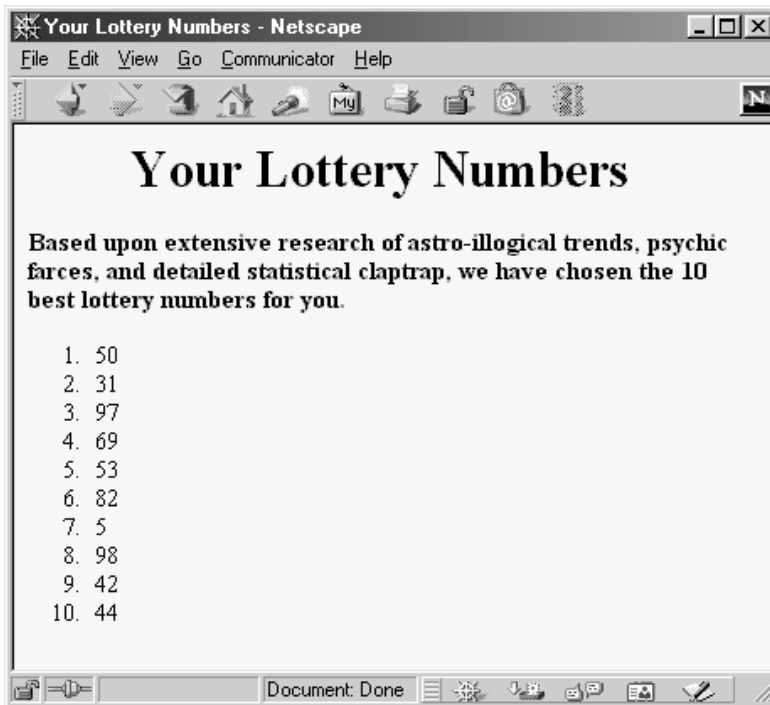 Your Lottery Numbers - Netscape
File Edit View Go Communicator Help
My
N
Your Lottery Numbers
Based upon extensive research of astro-illogical trends, psychic
farces, and detailed statistical claptrap, we have chosen the 10
best lottery numbers for you.
1. 50
2. 31
3. 97
4. 69
5. 53
6. 82
7. 5
8. 98
9. 42
10. 44
Document: Done